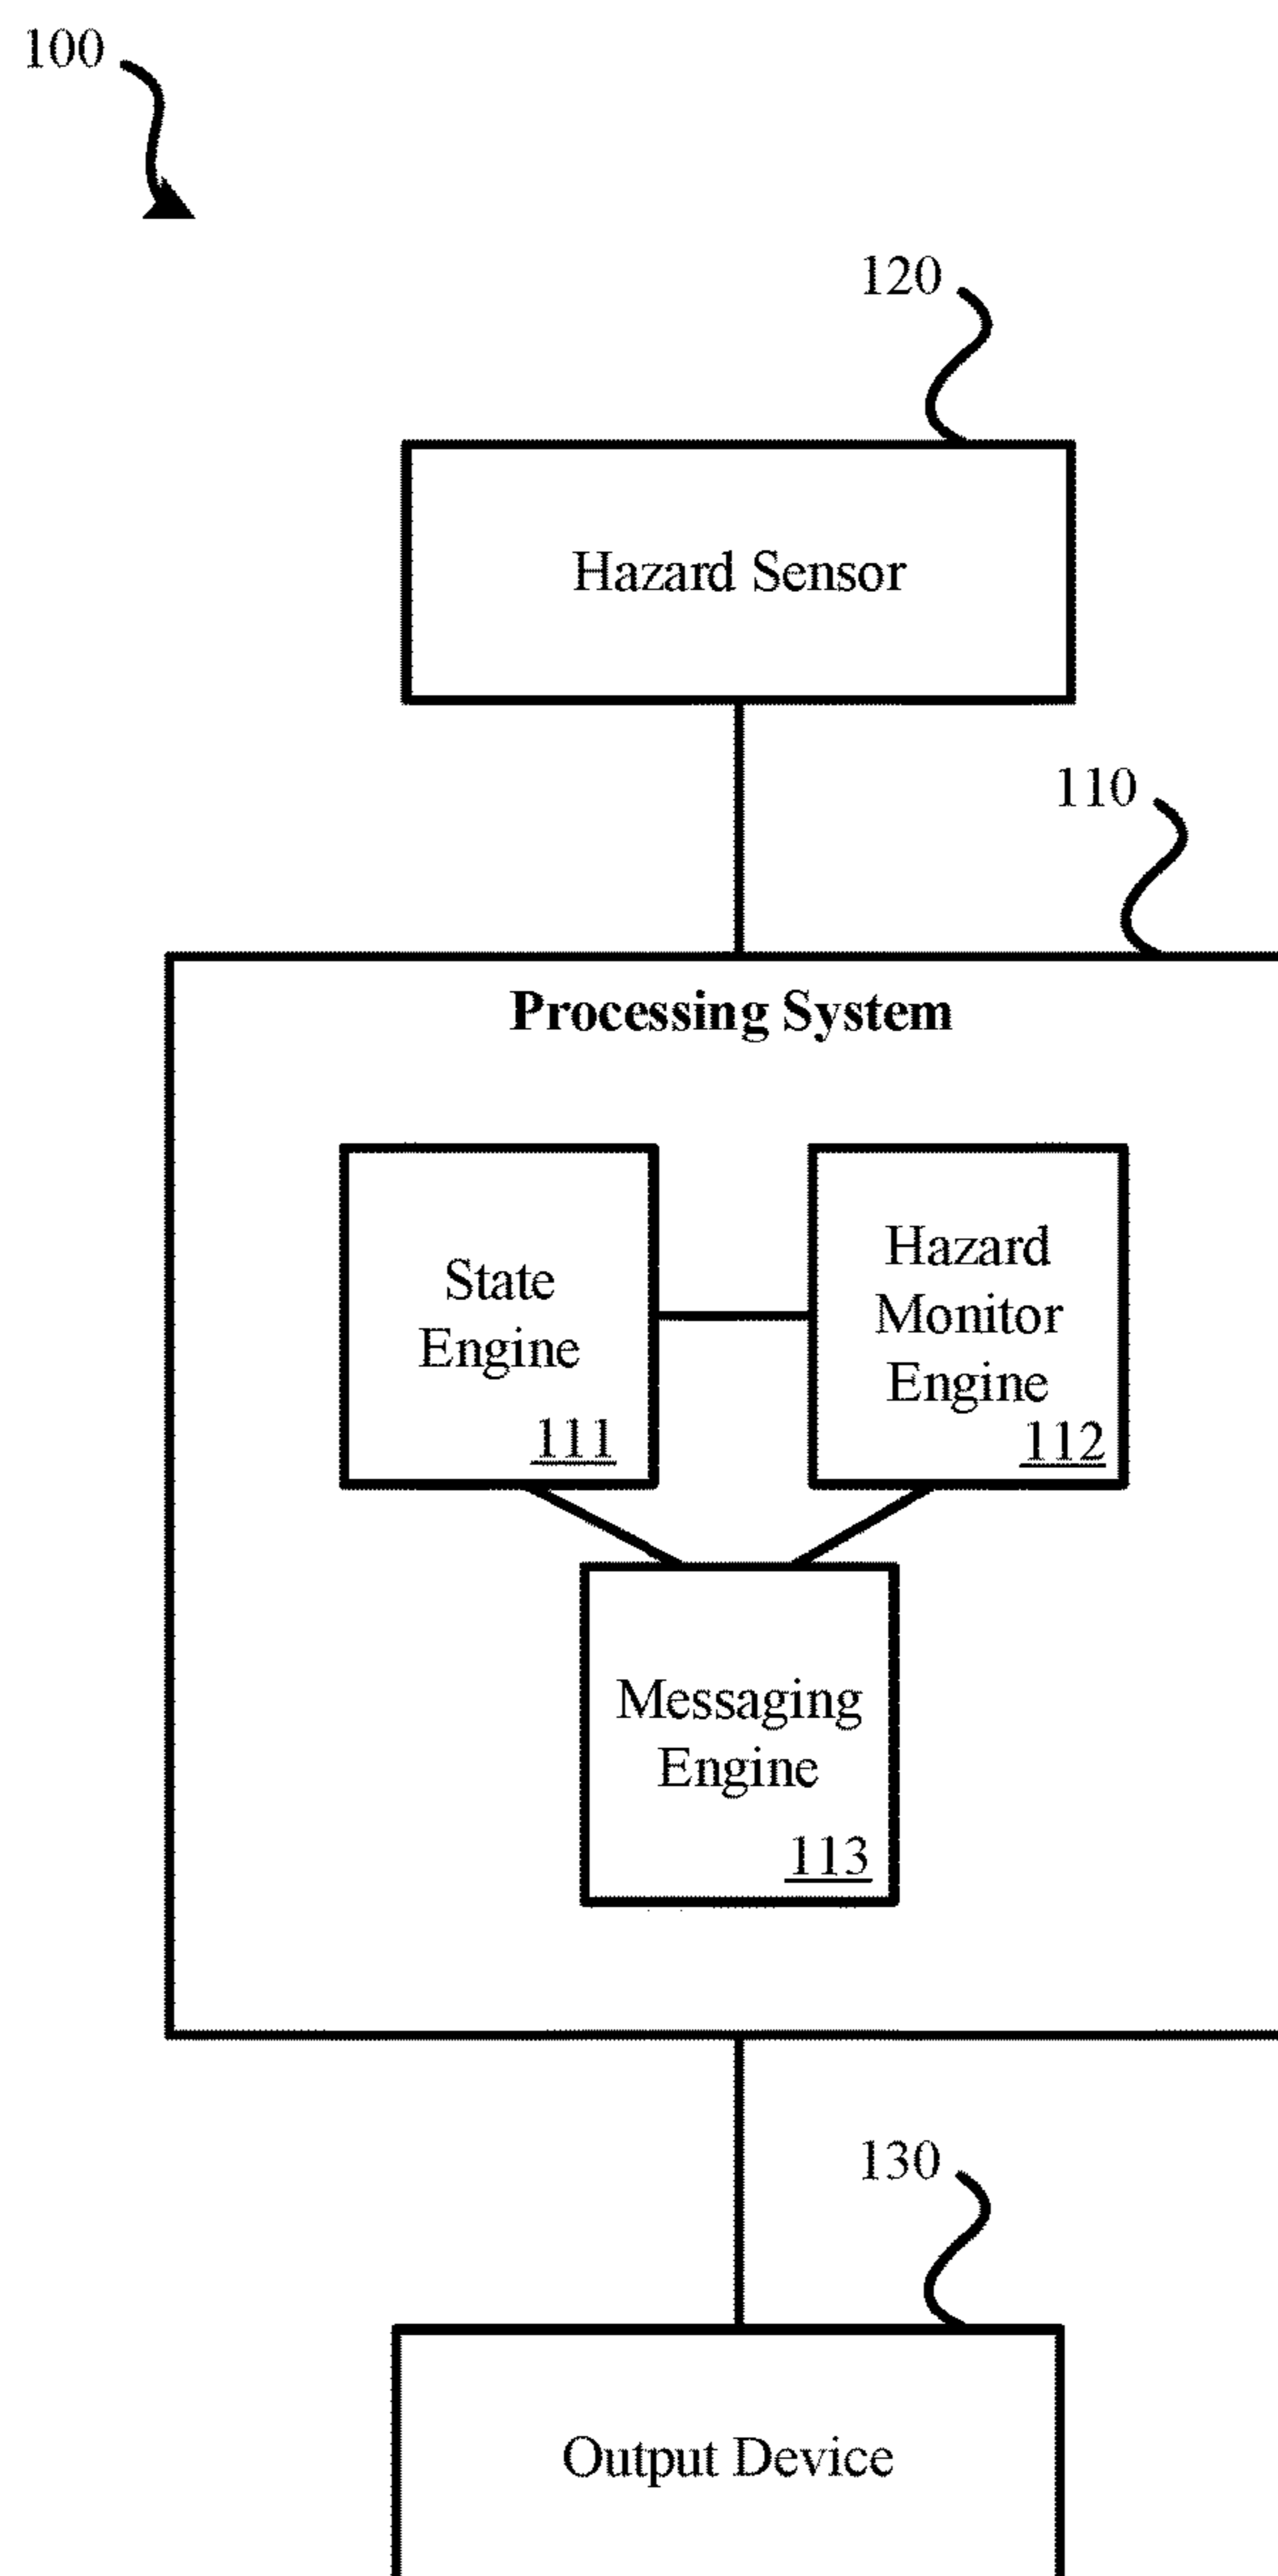 100
120
Hazard Sensor
110
Processing System
State
Engine
111
Hazard
Monitor
Engine
112
Messaging
Engine
113
130
Output Device